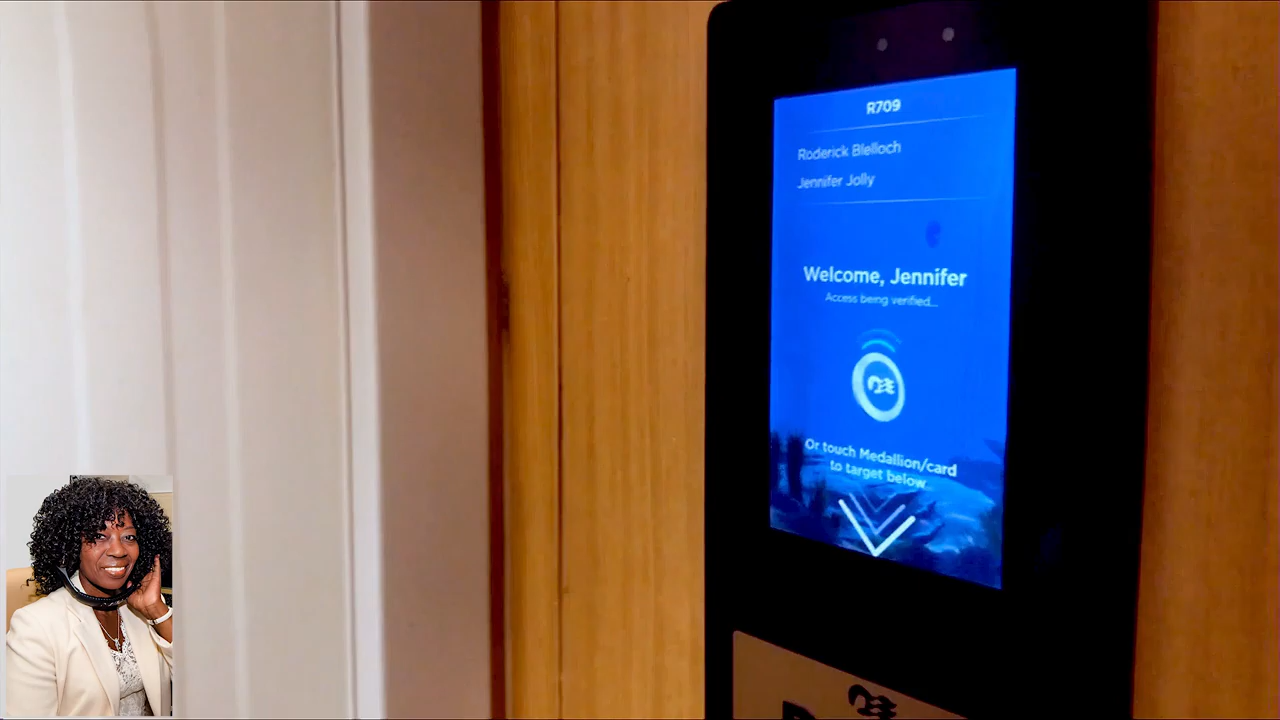 R709
Roderick Blelloch
Jennifer Jolly
Welcome, Jennifer
Access being verified...
Or touch Medallion/card
to target below